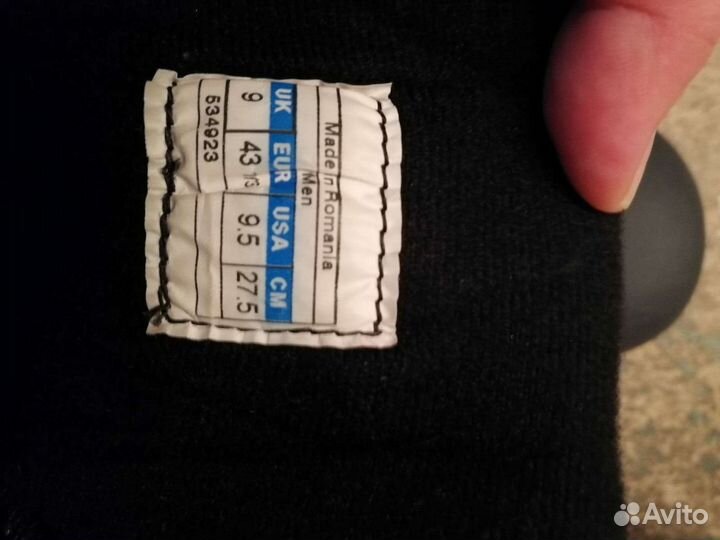 Made in Romania
Men
UK EUR USA CM
9 43 1/3 9.5 27.5
534923
Avito